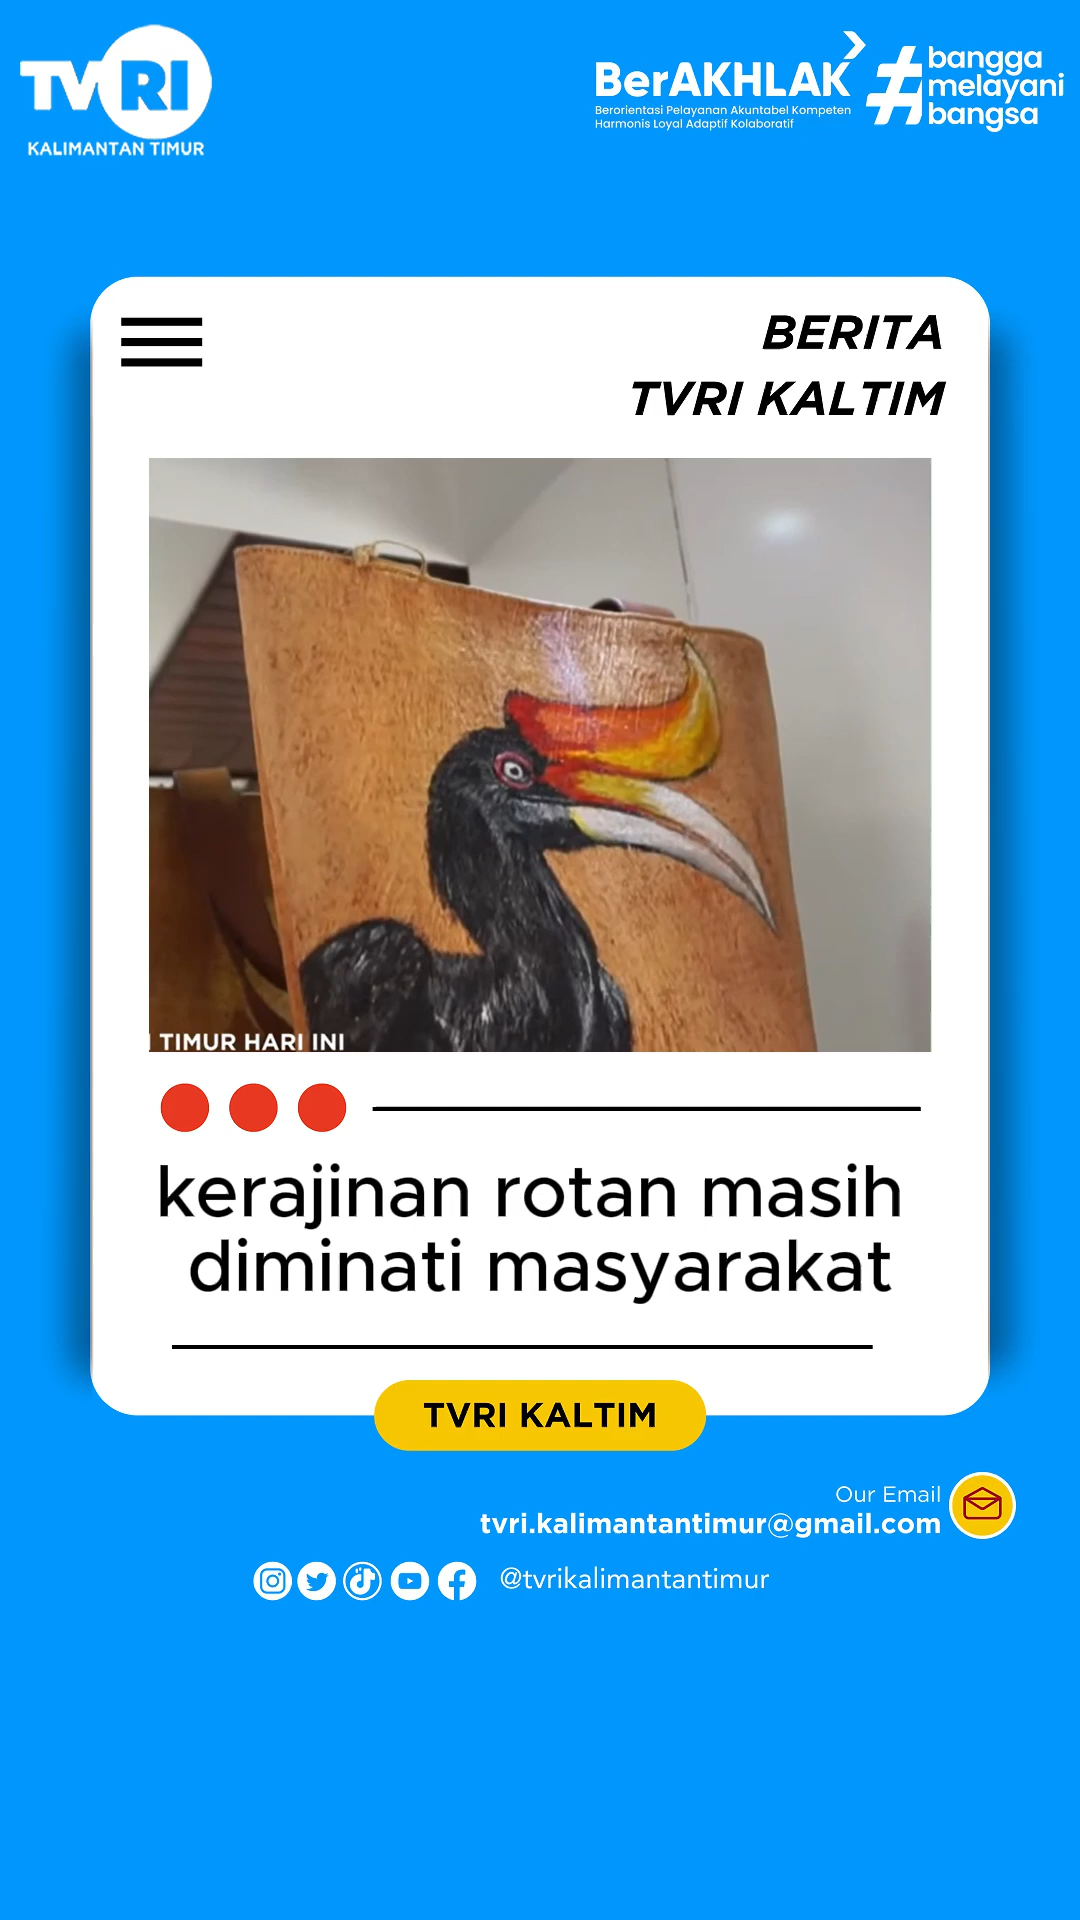 TVRI
KALIMANTAN TIMUR
BerAKHLAK
Berorientasi Pelayanan Akuntabel Kompeten
Harmonis Loyal Adaptif Kolaboratif
#
bangga
melayani
bangsa
BERITA
TVRI KALTIM
TIMUR HARI INI
kerajinan rotan masih
diminati masyarakat
TVRI KALTIM
Our Email
tvri.kalimantantimur@gmail.com
@tvrikalimantantimur